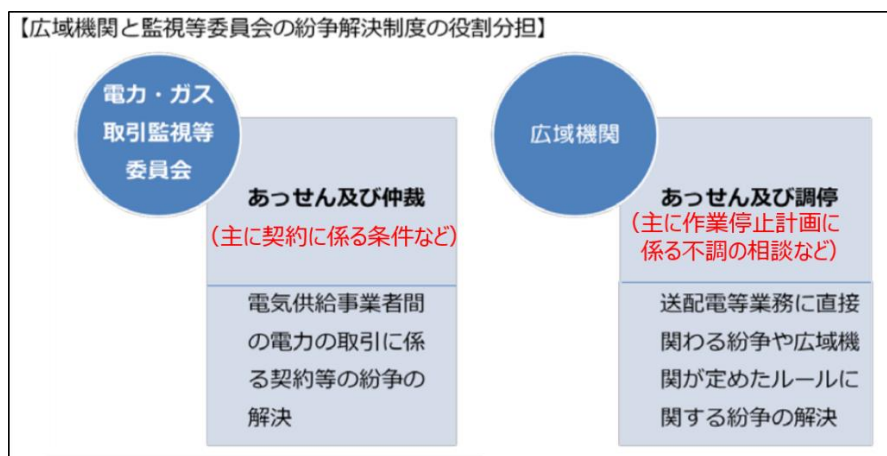 【広域機関と監視等委員会の紛争解決制度の役割分担】
電力・ガス
取引監視等
委員会
あっせん及び仲裁
（主に契約に係る条件など）
電気供給事業者間
の電力の取引に係
る契約等の紛争の
解決
広域機関
あっせん及び調停
（主に作業停止計画に
係る不調の相談など）
送配電等業務に直接
関わる紛争や広域機
関が定めたルールに
関する紛争の解決